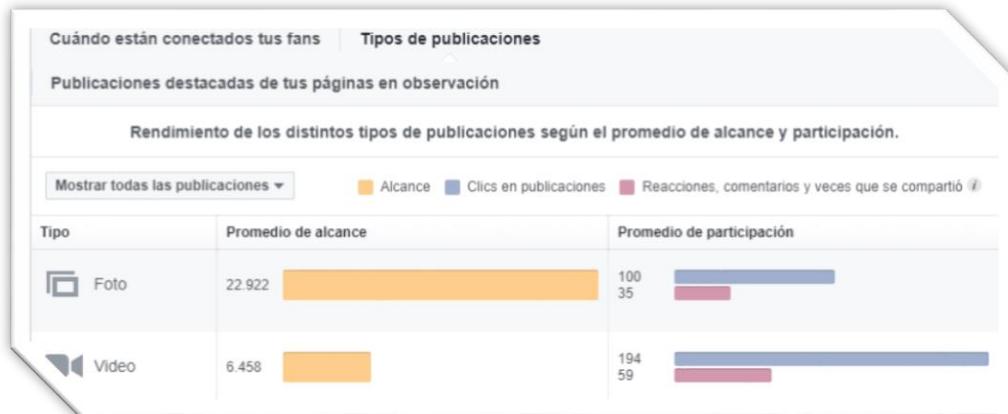 Cuándo están conectados tus fans Tipos de publicaciones
Publicaciones destacadas de tus páginas en observación
Rendimiento de los distintos tipos de publicaciones según el promedio de alcance y participación.
Mostrar todas las publicaciones Alcance Clics en publicaciones Reacciones, comentarios y veces que se compartió i
Tipo Promedio de alcance Promedio de participación
Foto 22.922 100
35
Video 6.458 194
59